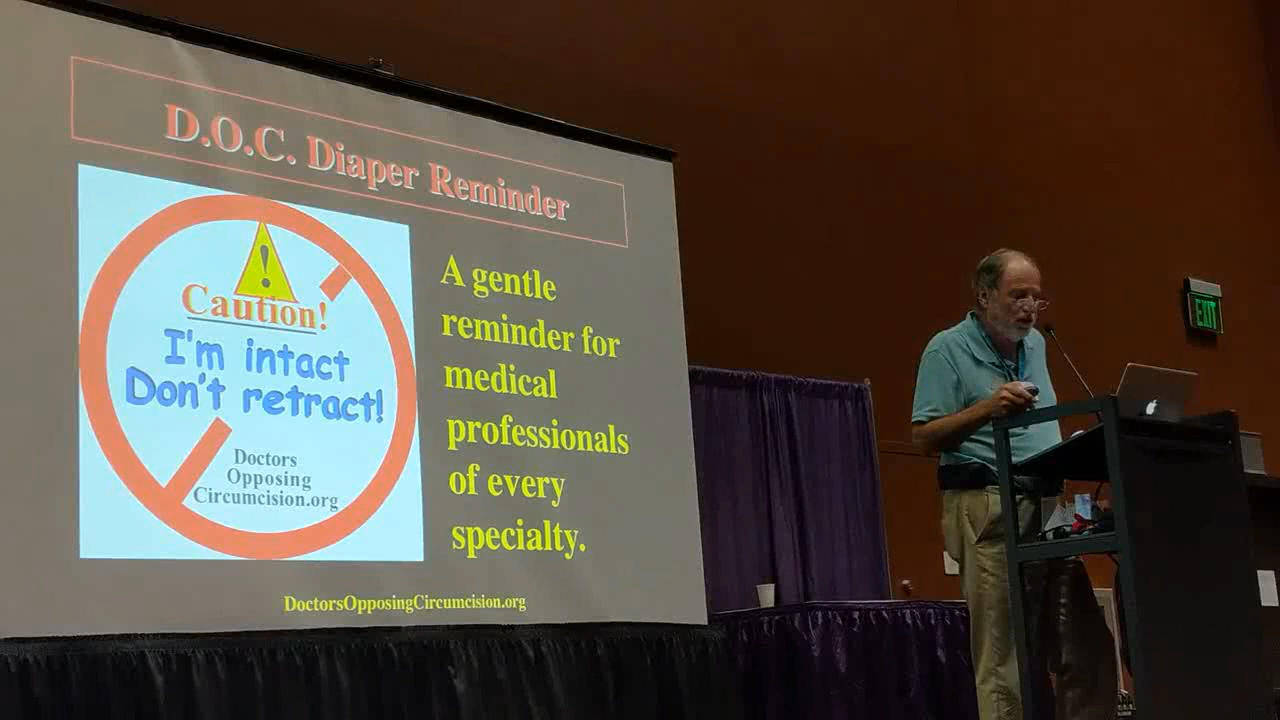 D.O.C. Diaper Reminder
!
Caution!
I'm intact
Don't retract!
Doctors
Opposing
Circumcision.org
A gentle
reminder for
medical
professionals
of every
specialty.
DoctorsOpposingCircumcision.org
EXIT